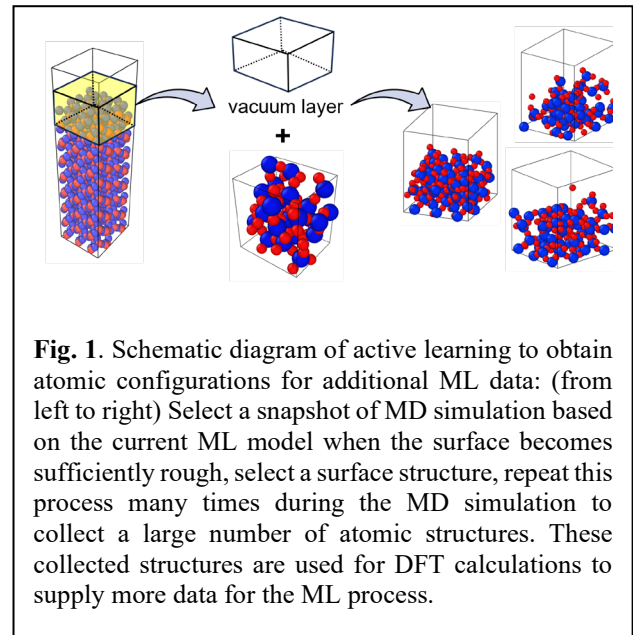 vacuum layer
+
Fig. 1. Schematic diagram of active learning to obtain
atomic configurations for additional ML data: (from
left to right) Select a snapshot of MD simulation based
on the current ML model when the surface becomes
sufficiently rough, select a surface structure, repeat this
process many times during the MD simulation to
collect a large number of atomic structures. These
collected structures are used for DFT calculations to
supply more data for the ML process.